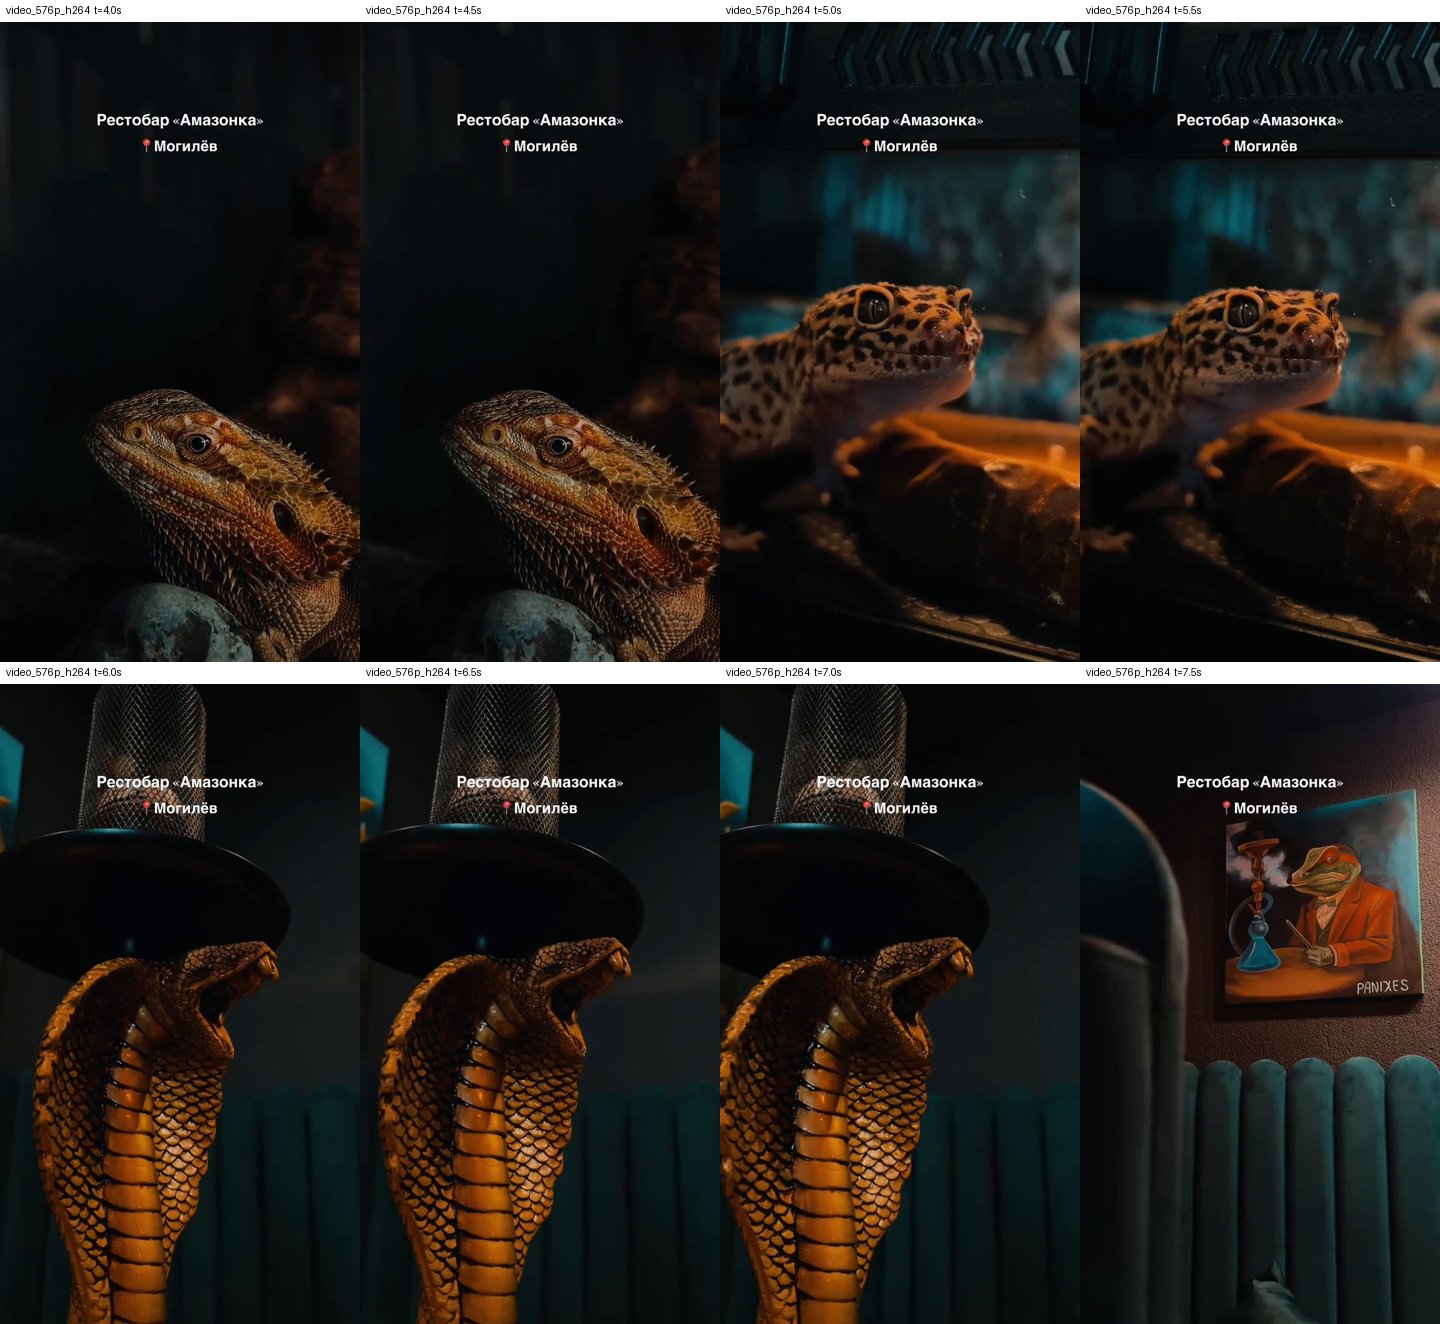 video_576p_h264 t=4.0s
video_576p_h264 t=4.5s
video_576p_h264 t=5.0s
video_576p_h264 t=5.5s
Рестобар «Амазонка»
📍Могилёв
Рестобар «Амазонка»
📍Могилёв
Рестобар «Амазонка»
📍Могилёв
Рестобар «Амазонка»
📍Могилёв
video_576p_h264 t=6.0s
video_576p_h264 t=6.5s
video_576p_h264 t=7.0s
video_576p_h264 t=7.5s
Рестобар «Амазонка»
📍Могилёв
Рестобар «Амазонка»
📍Могилёв
Рестобар «Амазонка»
📍Могилёв
Рестобар «Амазонка»
📍Могилёв
PANIXES